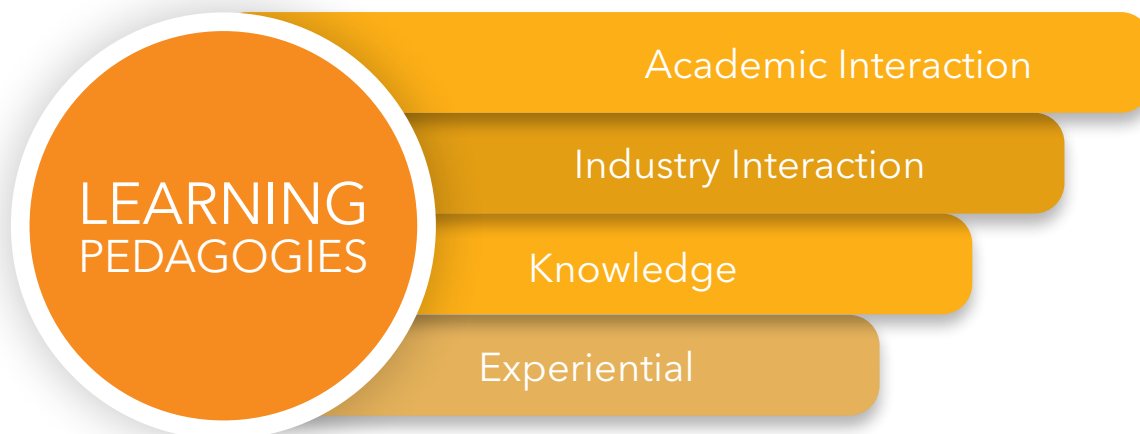 LEARNING
PEDAGOGIES
Academic Interaction
Industry Interaction
Knowledge
Experiential